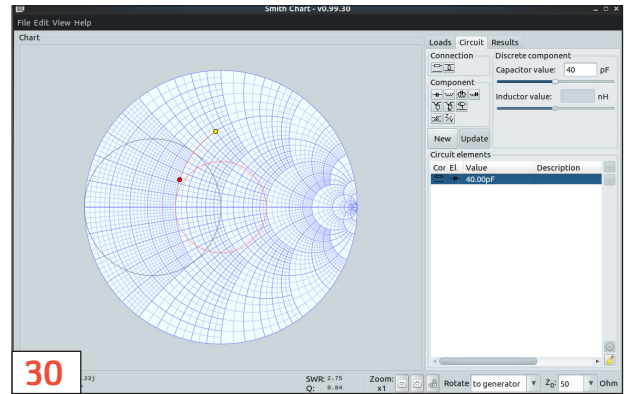 Smith Chart - v0.99.30
File Edit View Help
Chart
Loads Circuit Results
Connection
Discrete component
Capacitor value: 40 pF
Component
Inductor value: nH
New Update
Circuit elements
Cor El Value Description
40.00pF
30
.23j
SWR: 2.75
Q: 0.84
Zoom:
x1
Rotate to generator Z0: 50 Ohm